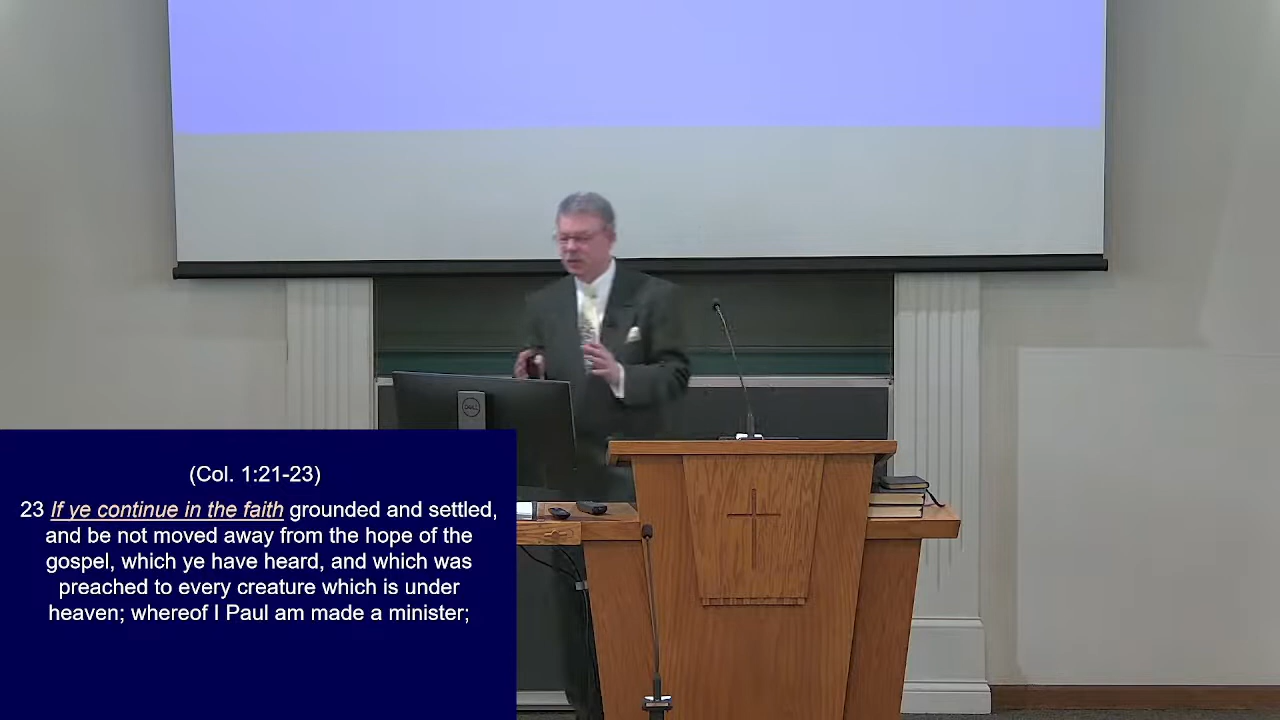 DELL
(Col. 1:21-23)
23 If ye continue in the faith grounded and settled,
and be not moved away from the hope of the
gospel, which ye have heard, and which was
preached to every creature which is under
heaven; whereof I Paul am made a minister;